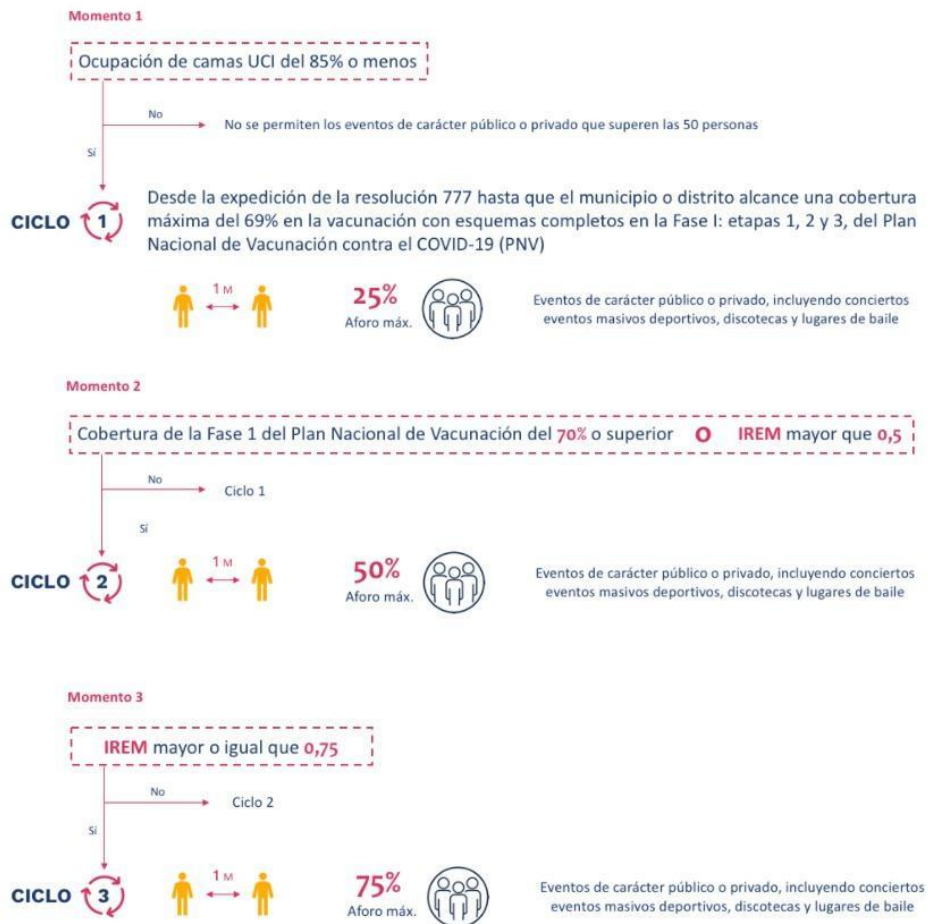 Momento 1
Ocupación de camas UCI del 85% o menos
No
No se permiten los eventos de carácter público o privado que superen las 50 personas
Sí
CICLO 1
Desde la expedición de la resolución 777 hasta que el municipio o distrito alcance una cobertura
máxima del 69% en la vacunación con esquemas completos en la Fase I: etapas 1, 2 y 3, del Plan
Nacional de Vacunación contra el COVID-19 (PNV)
1 M
25%
Aforo máx.
Eventos de carácter público o privado, incluyendo conciertos
eventos masivos deportivos, discotecas y lugares de baile
Momento 2
Cobertura de la Fase 1 del Plan Nacional de Vacunación del 70% o superior O IREM mayor que 0,5
No
Ciclo 1
Sí
CICLO 2
1 M
50%
Aforo máx.
Eventos de carácter público o privado, incluyendo conciertos
eventos masivos deportivos, discotecas y lugares de baile
Momento 3
IREM mayor o igual que 0,75
No
Ciclo 2
Sí
CICLO 3
1 M
75%
Aforo máx.
Eventos de carácter público o privado, incluyendo conciertos
eventos masivos deportivos, discotecas y lugares de baile